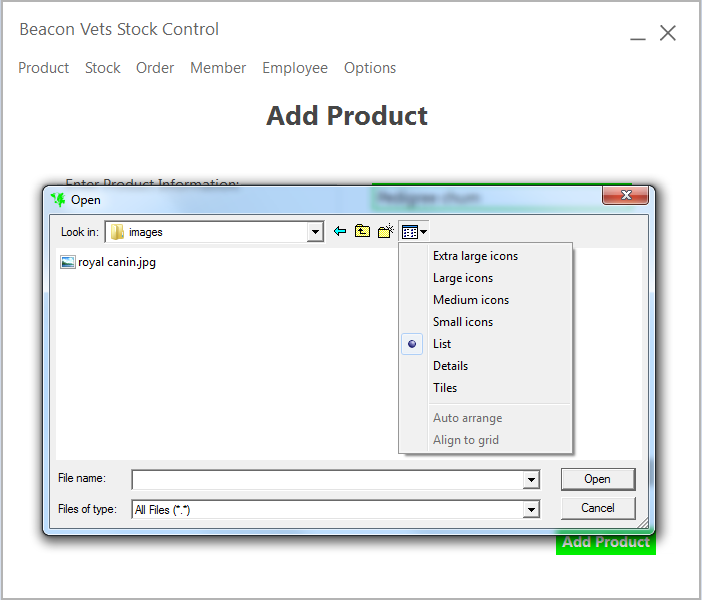 Beacon Vets Stock Control
Product Stock Order Member Employee Options
Add Product
Enter Product Information:
Pedigree chum
Open
Look in: images
royal canin.jpg
Extra large icons
Large icons
Medium icons
Small icons
List
Details
Tiles
Auto arrange
Align to grid
File name:
Open
Files of type: All Files (*.*)
Cancel
Add Product